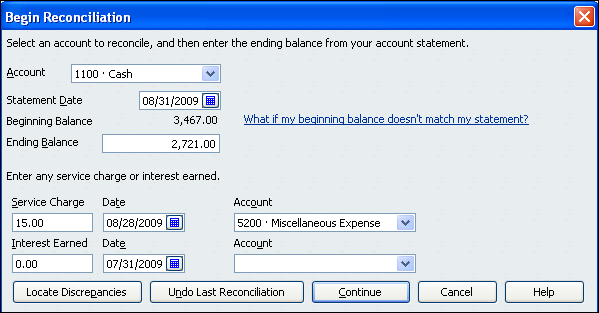 Begin Reconciliation
Select an account to reconcile, and then enter the ending balance from your account statement.
Account 1100 · Cash
Statement Date 08/31/2009
Beginning Balance 3,467.00 What if my beginning balance doesn't match my statement?
Ending Balance 2,721.00
Enter any service charge or interest earned.
Service Charge Date Account
15.00 08/28/2009 5200 · Miscellaneous Expense
Interest Earned Date Account
0.00 07/31/2009
Locate Discrepancies Undo Last Reconciliation Continue Cancel Help